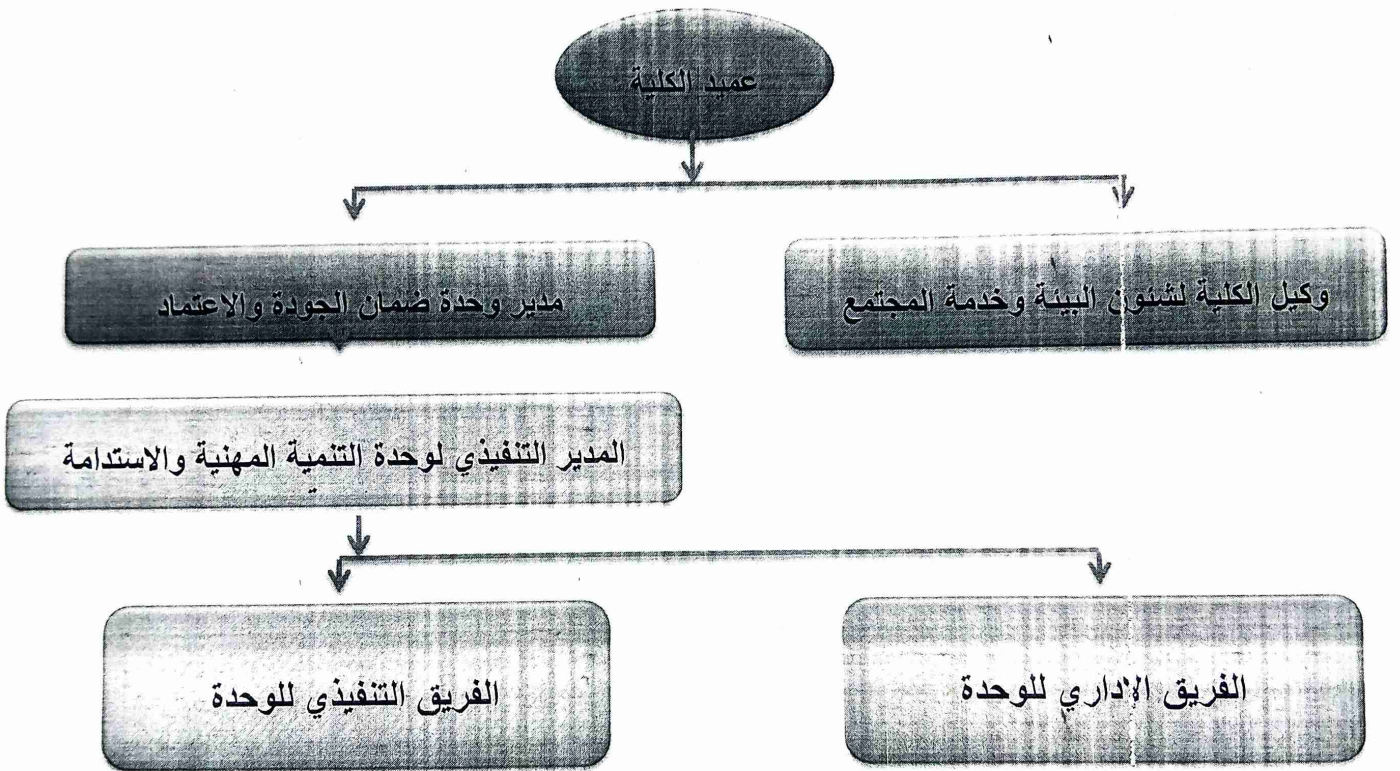 عميد الكلية
وكيل الكلية لشئون البيئة وخدمة المجتمع
مدير وحدة ضمان الجودة والاعتماد
المدير التنفيذي لوحدة التنمية المهنية والاستدامة
الفريق الاداري للوحدة
الفريق التنفيذي للوحدة